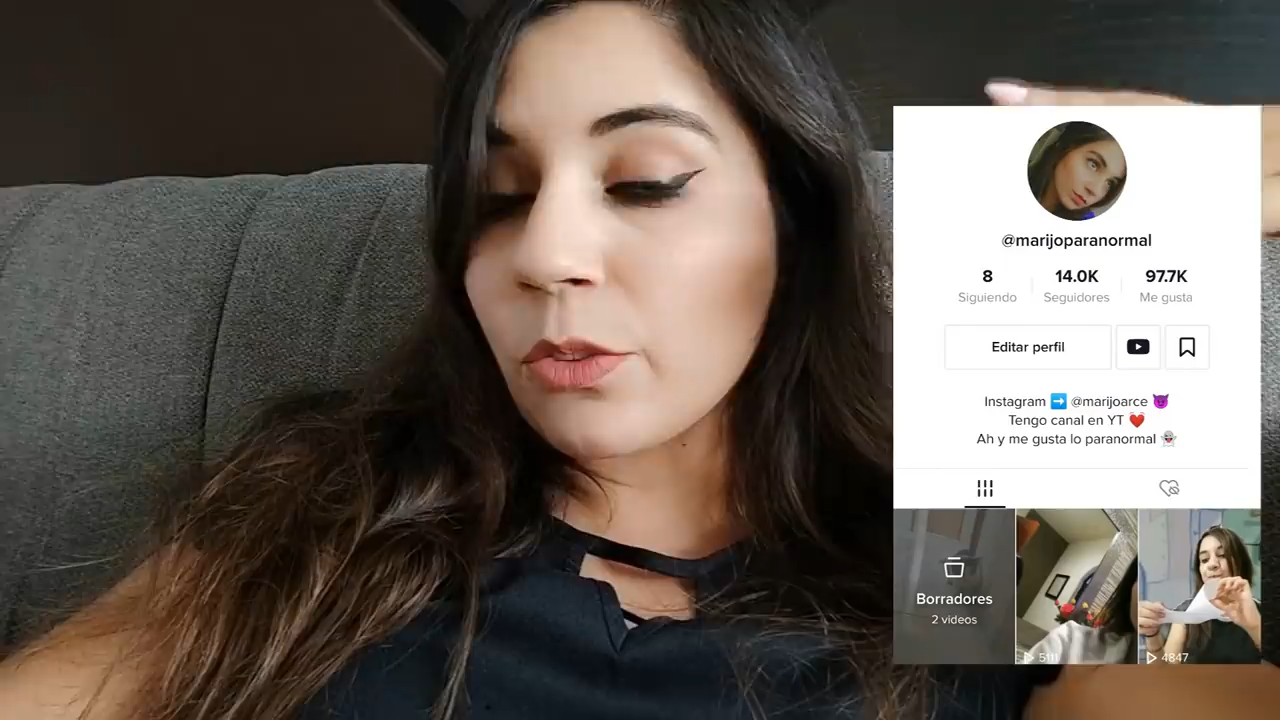 @marijoparanormal
8 14.0K 97.7K
Siguiendo Seguidores Me gusta
Editar perfil
Instagram ➡️ @marijoarce 😈
Tengo canal en YT ❤️
Ah y me gusta lo paranormal 👻
Borradores
2 videos
5111 4847